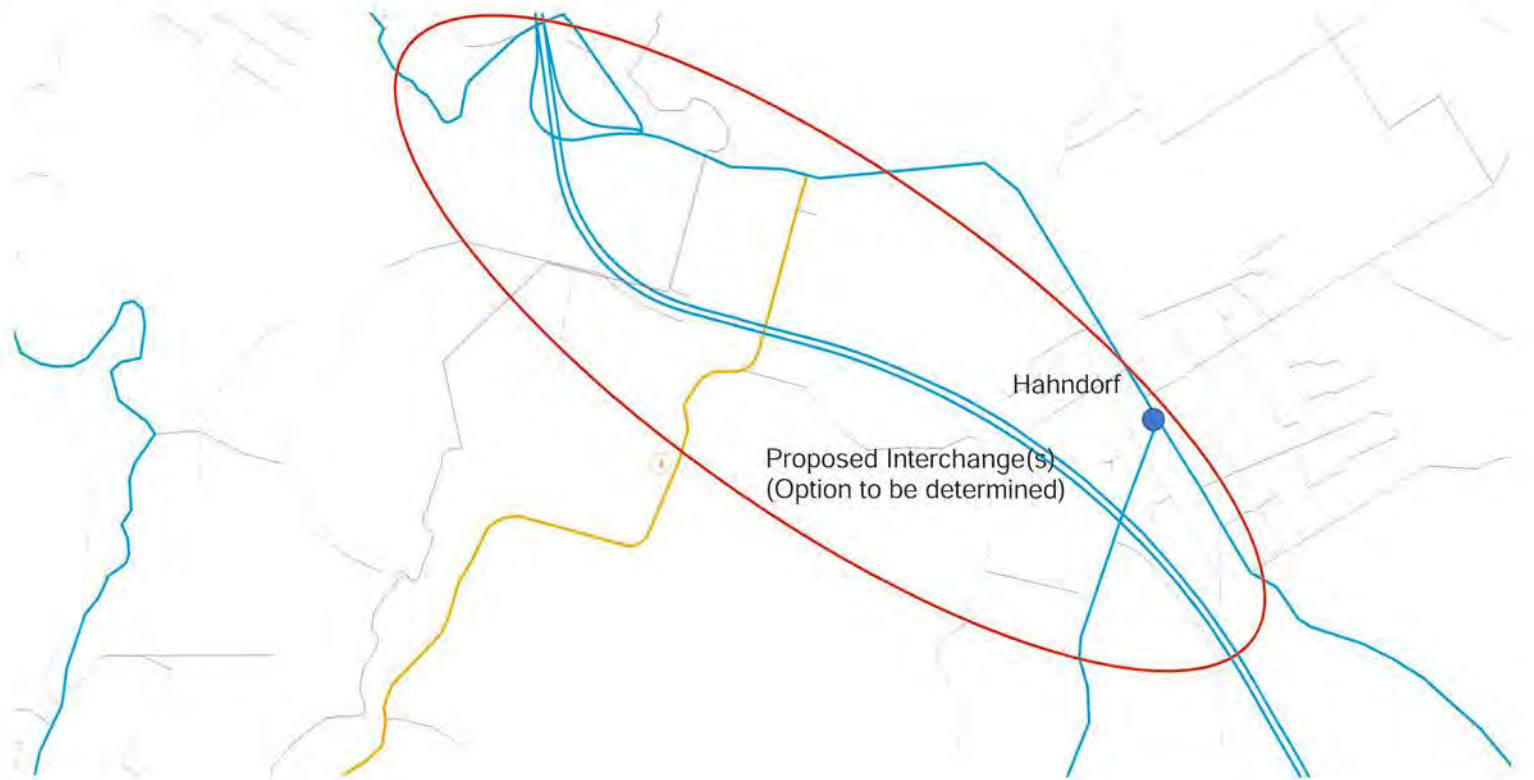 Hahndorf
Proposed Interchange(s)
(Option to be determined)